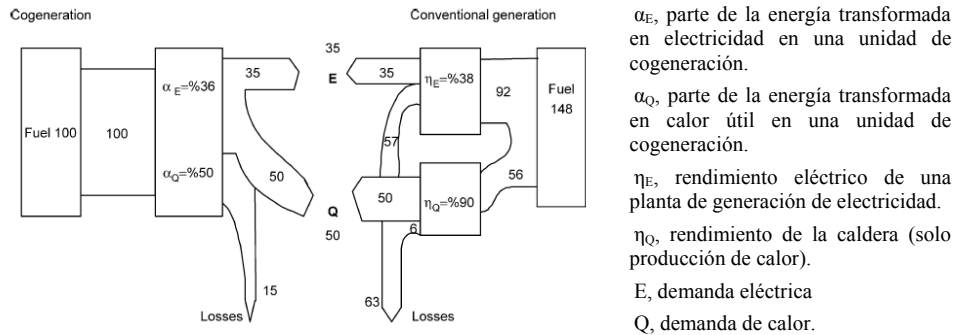 Cogeneration
Fuel 100
100
α E=%36
αQ=%50
35
50
15
Losses
Conventional generation
35
E
Q
50
35
ηE=%38
92
Fuel
148
57
50
ηQ=%90
56
6
63
Losses
αE, parte de la energía transformada
en electricidad en una unidad de
cogeneración.
αQ, parte de la energía transformada
en calor útil en una unidad de
cogeneración.
ηE, rendimiento eléctrico de una
planta de generación de electricidad.
ηQ, rendimiento de la caldera (solo
producción de calor).
E, demanda eléctrica
Q, demanda de calor.